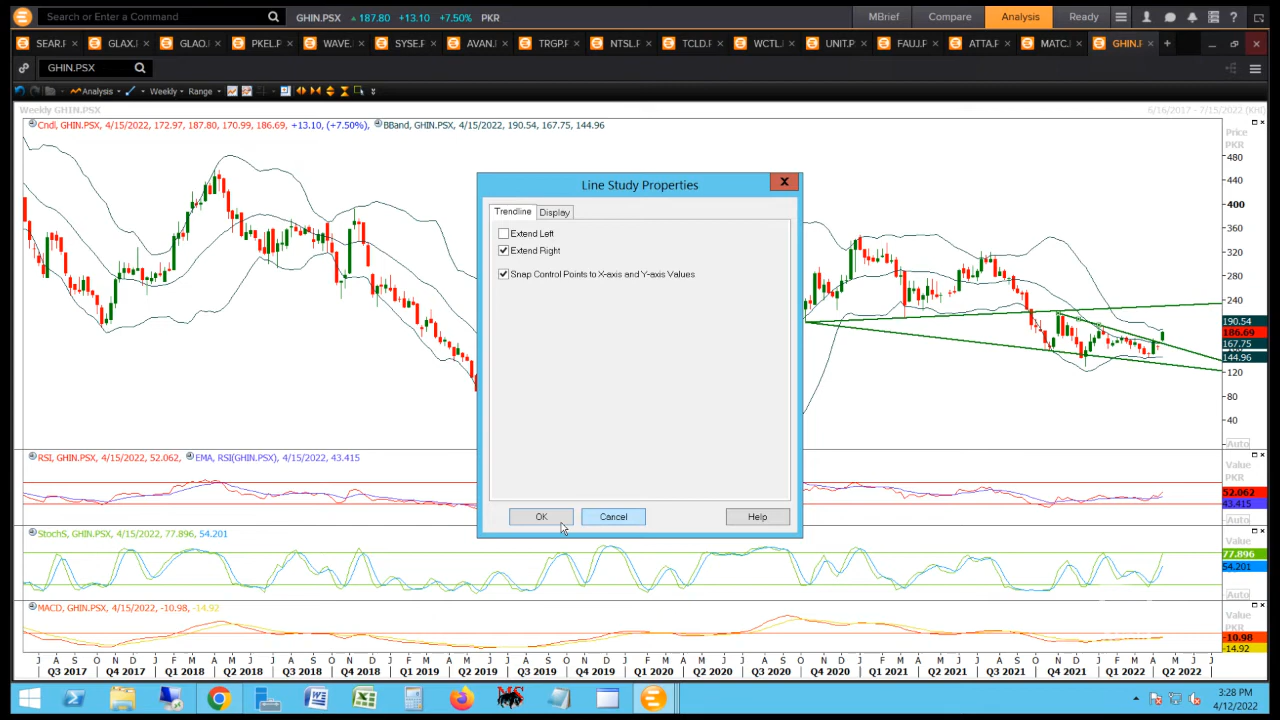 Search or Enter a Command GHIN.PSX 187.80 +13.10 +7.50% PKR MBrief Compare Analysis Ready ?
SEAR.F GLAX.F GLAO.F PKEL.F WAVE. SYSE.F AVAN.F TRGP.F NTSL.F TCLD.F WCTL.F UNIT.P FAUJ.F ATTA.F MATC.F GHIN.F
GHIN.PSX
Analysis Weekly Range
Weekly GHIN.PSX 6/16/2017 - 7/15/2022 (KHI)
Cndl, GHIN.PSX, 4/15/2022, 172.97, 187.80, 170.99, 186.69, +13.10, (+7.50%), BBand, GHIN.PSX, 4/15/2022, 190.54, 167.75, 144.96
Price
PKR
480
440
400
360
320
280
240
190.54
186.69
167.75
144.96
120
80
40
Auto
Line Study Properties
X
Trendline Display
Extend Left
Extend Right
Snap Control Points to X-axis and Y-axis Values
OK Cancel Help
RSI, GHIN.PSX, 4/15/2022, 52.062, EMA, RSI(GHIN.PSX), 4/15/2022, 43.415
Value
PKR
52.062
43.415
Auto
StochS, GHIN.PSX, 4/15/2022, 77.896, 54.201
Value
PKR
77.896
54.201
Auto
MACD, GHIN.PSX, 4/15/2022, -10.98, -14.92
Value
PKR
-10.98
-14.92
J A S O N D J F M A M J J A S O N D J F M A M J J A S O N D J F M A M J J A S O N D J F M A M J J A S O N D J F M A M J
Q3 2017 Q4 2017 Q1 2018 Q2 2018 Q3 2018 Q4 2018 Q1 2019 Q2 2019 Q3 2019 Q4 2019 Q1 2020 Q2 2020 Q3 2020 Q4 2020 Q1 2021 Q2 2021 Q3 2021 Q4 2021 Q1 2022 Q2 2022
MS
3:28 PM
4/12/2022